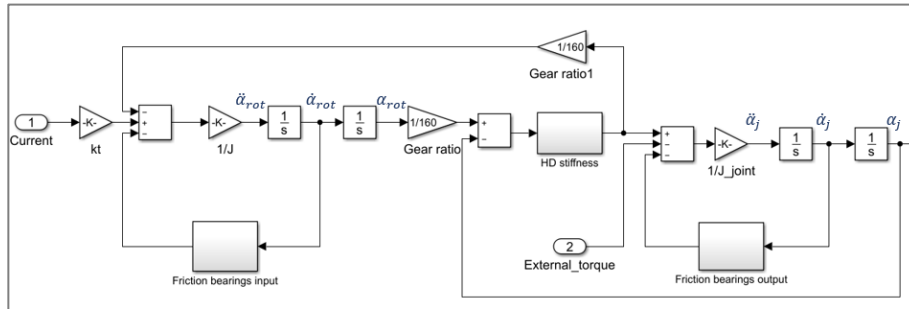 1/160
Gear ratio1
α̈rot
α̇rot
αrot
1
Current
-K-
kt
−
+
−
-K-
1/J
1
s
1
s
1/160
Gear ratio
+
−
HD stiffness
+
−
−
-K-
1/J_joint
α̈j
1
s
α̇j
1
s
αj
Friction bearings input
2
External_torque
Friction bearings output